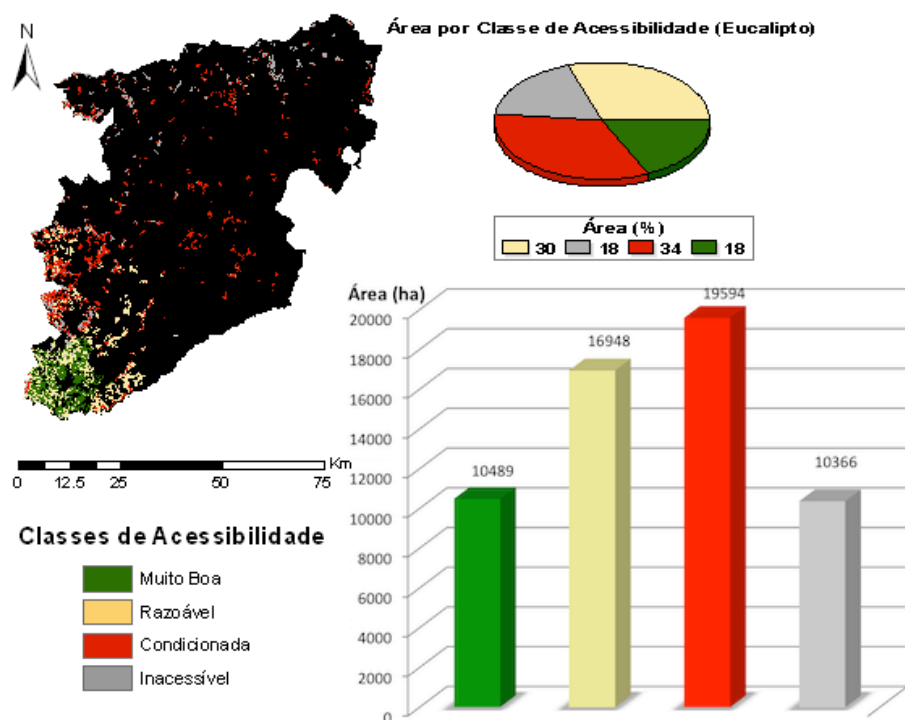 N
Área por Classe de Acessibilidade (Eucalipto)
Área (%)
30 18 34 18
Área (ha)
20000
18000
16000
14000
12000
10000
8000
6000
4000
2000
0
10489
16948
19594
10366
Km
0 12.5 25 50 75
Classes de Acessibilidade
Muito Boa
Razoável
Condicionada
Inacessível